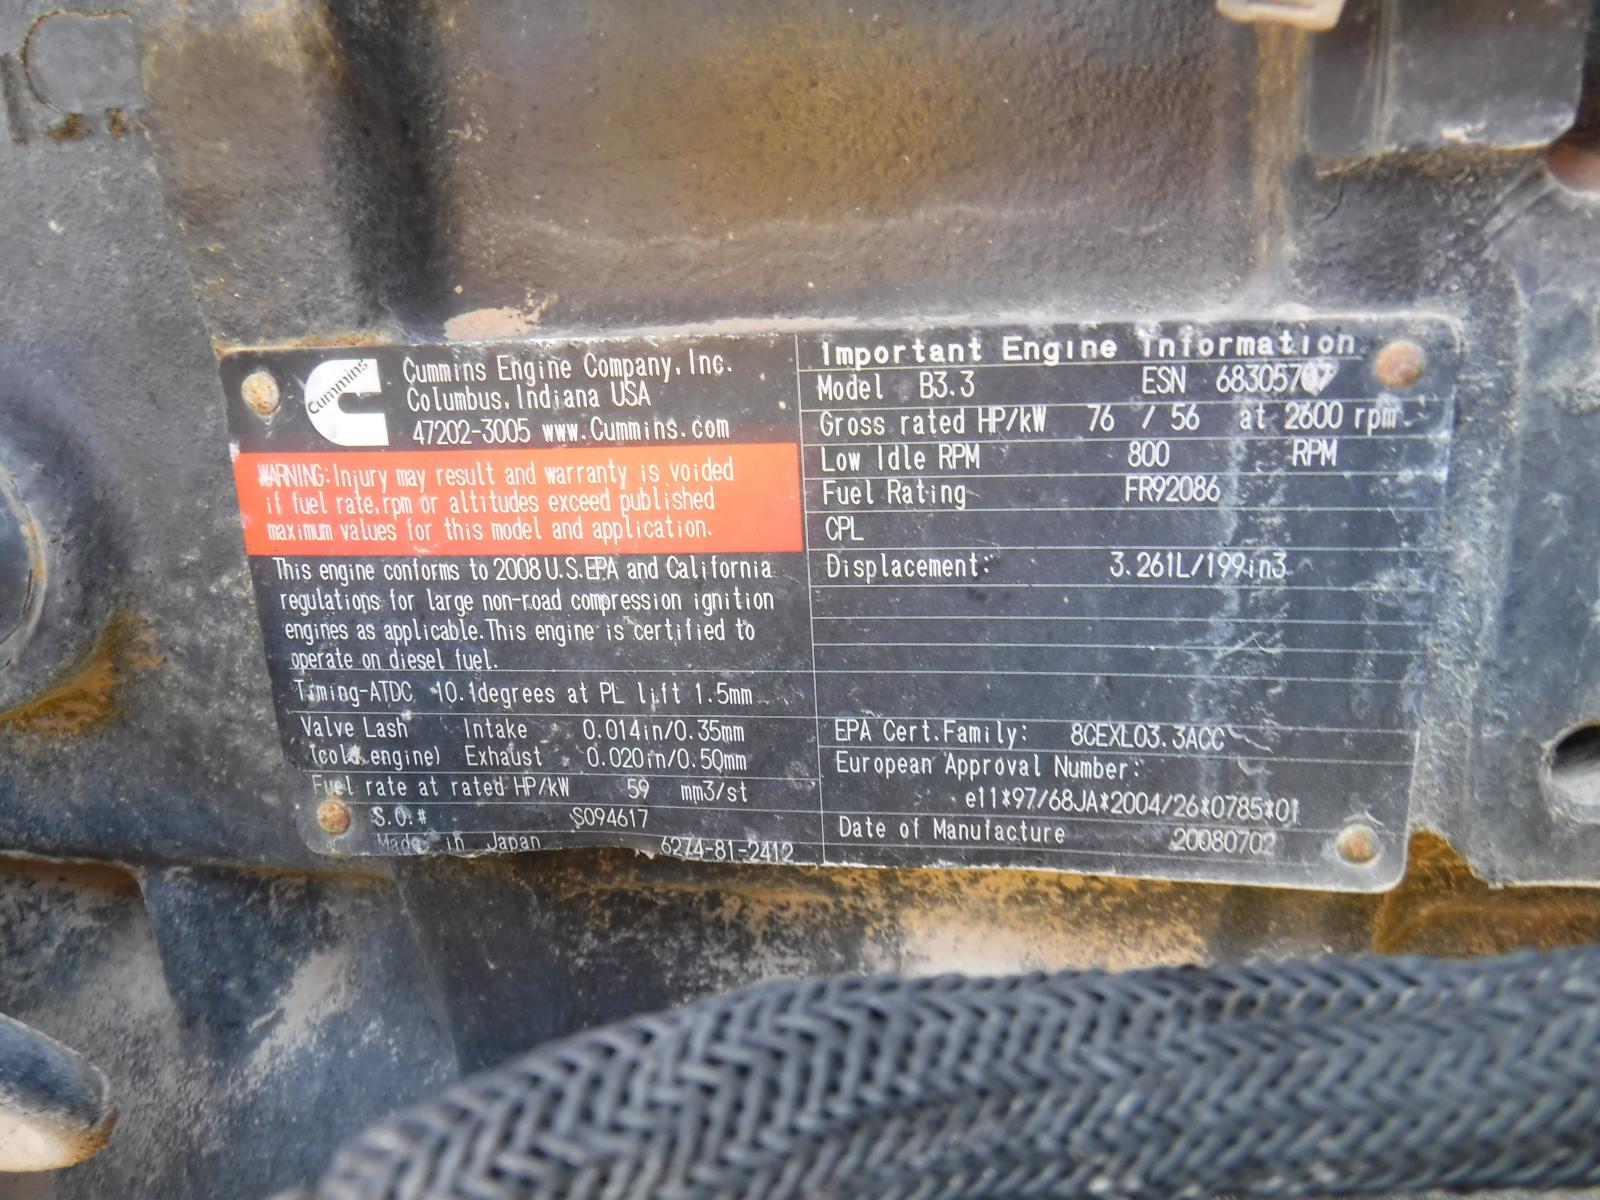 Cummins
Cummins Engine Company, Inc.
Columbus, Indiana USA
47202-3005 www.Cummins.com
WARNING: Injury may result and warranty is voided
if fuel rate, rpm or altitudes exceed published
maximum values for this model and application.
This engine conforms to 2008 U.S.EPA and California
regulations for large non-road compression ignition
engines as applicable. This engine is certified to
operate on diesel fuel.
Timing-ATDC 10.1degrees at PL lift 1.5mm
Valve Lash Intake 0.014in/0.35mm
(cold engine) Exhaust 0.020in/0.50mm
Fuel rate at rated HP/kW 59 mm3/st
S.O.# SO94617
Made in Japan 6274-81-2412
Important Engine Information
Model B3.3 ESN 68305707
Gross rated HP/kW 76 / 56 at 2600 rpm
Low Idle RPM 800 RPM
Fuel Rating FR92086
CPL
Displacement: 3.261L/199in3
EPA Cert.Family: 8CEXL03.3ACC
European Approval Number:
e11*97/68JA*2004/26*0785*01
Date of Manufacture 20080702